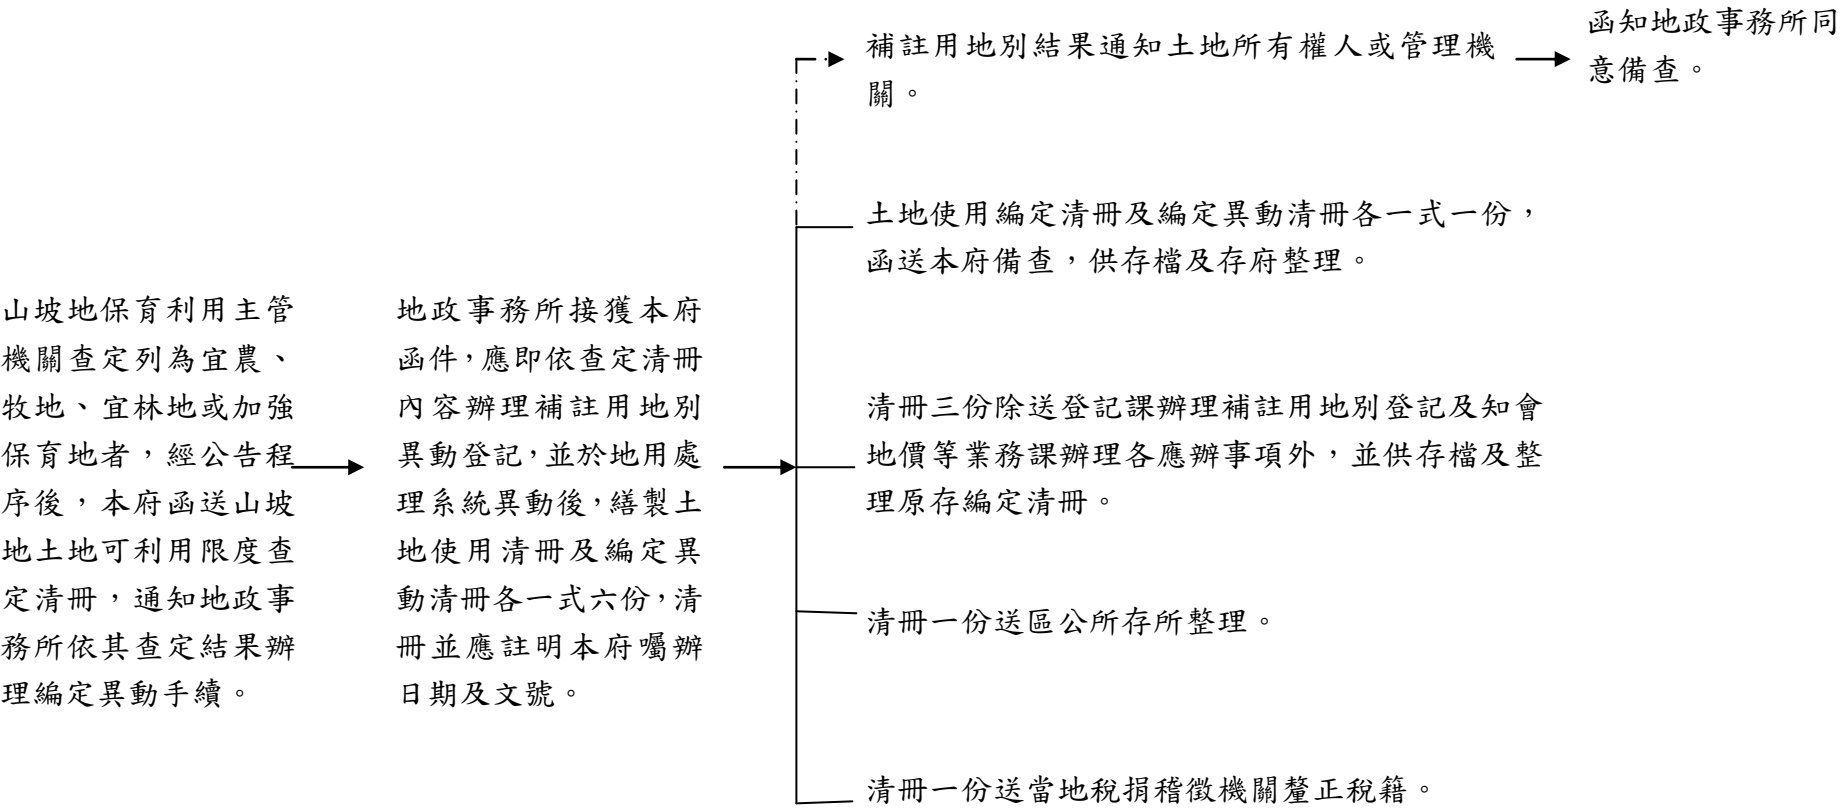 山坡地保育利用主管
機關查定列為宜農、
牧地、宜林地或加強
保育地者，經公告程
序後，本府函送山坡
地土地可利用限度查
定清冊，通知地政事
務所依其查定結果辦
理編定異動手續。
地政事務所接獲本府
函件，應即依查定清冊
內容辦理補註用地別
異動登記，並於地用處
理系統異動後，繕製土
地使用清冊及編定異
動清冊各一式六份，清
冊並應註明本府囑辦
日期及文號。
補註用地別結果通知土地所有權人或管理機
關。
函知地政事務所同
意備查。
土地使用編定清冊及編定異動清冊各一式一份，
函送本府備查，供存檔及存府整理。
清冊三份除送登記課辦理補註用地別登記及知會
地價等業務課辦理各應辦事項外，並供存檔及整
理原存編定清冊。
清冊一份送區公所存所整理。
清冊一份送當地稅捐稽徵機關釐正稅籍。